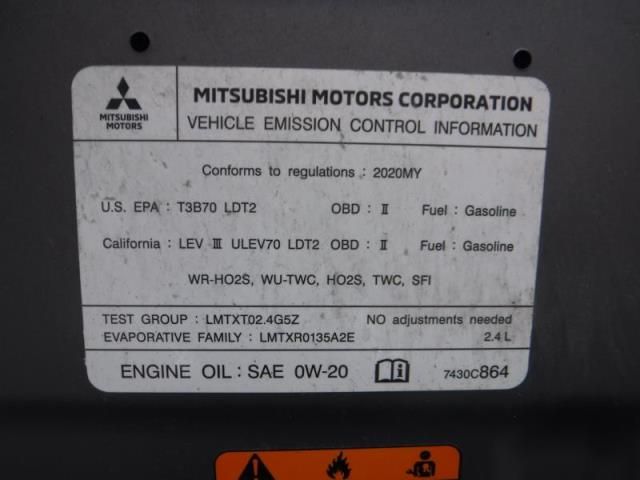 MITSUBISHI MOTORS CORPORATION
MITSUBISHI
MOTORS
VEHICLE EMISSION CONTROL INFORMATION
Conforms to regulations : 2020MY
U.S. EPA : T3B70 LDT2 OBD : II Fuel : Gasoline
California : LEV III ULEV70 LDT2 OBD : II Fuel : Gasoline
WR-HO2S, WU-TWC, HO2S, TWC, SFI
TEST GROUP : LMTXT02.4G5Z NO adjustments needed
EVAPORATIVE FAMILY : LMTXR0135A2E 2.4 L
ENGINE OIL : SAE 0W-20 7430C864